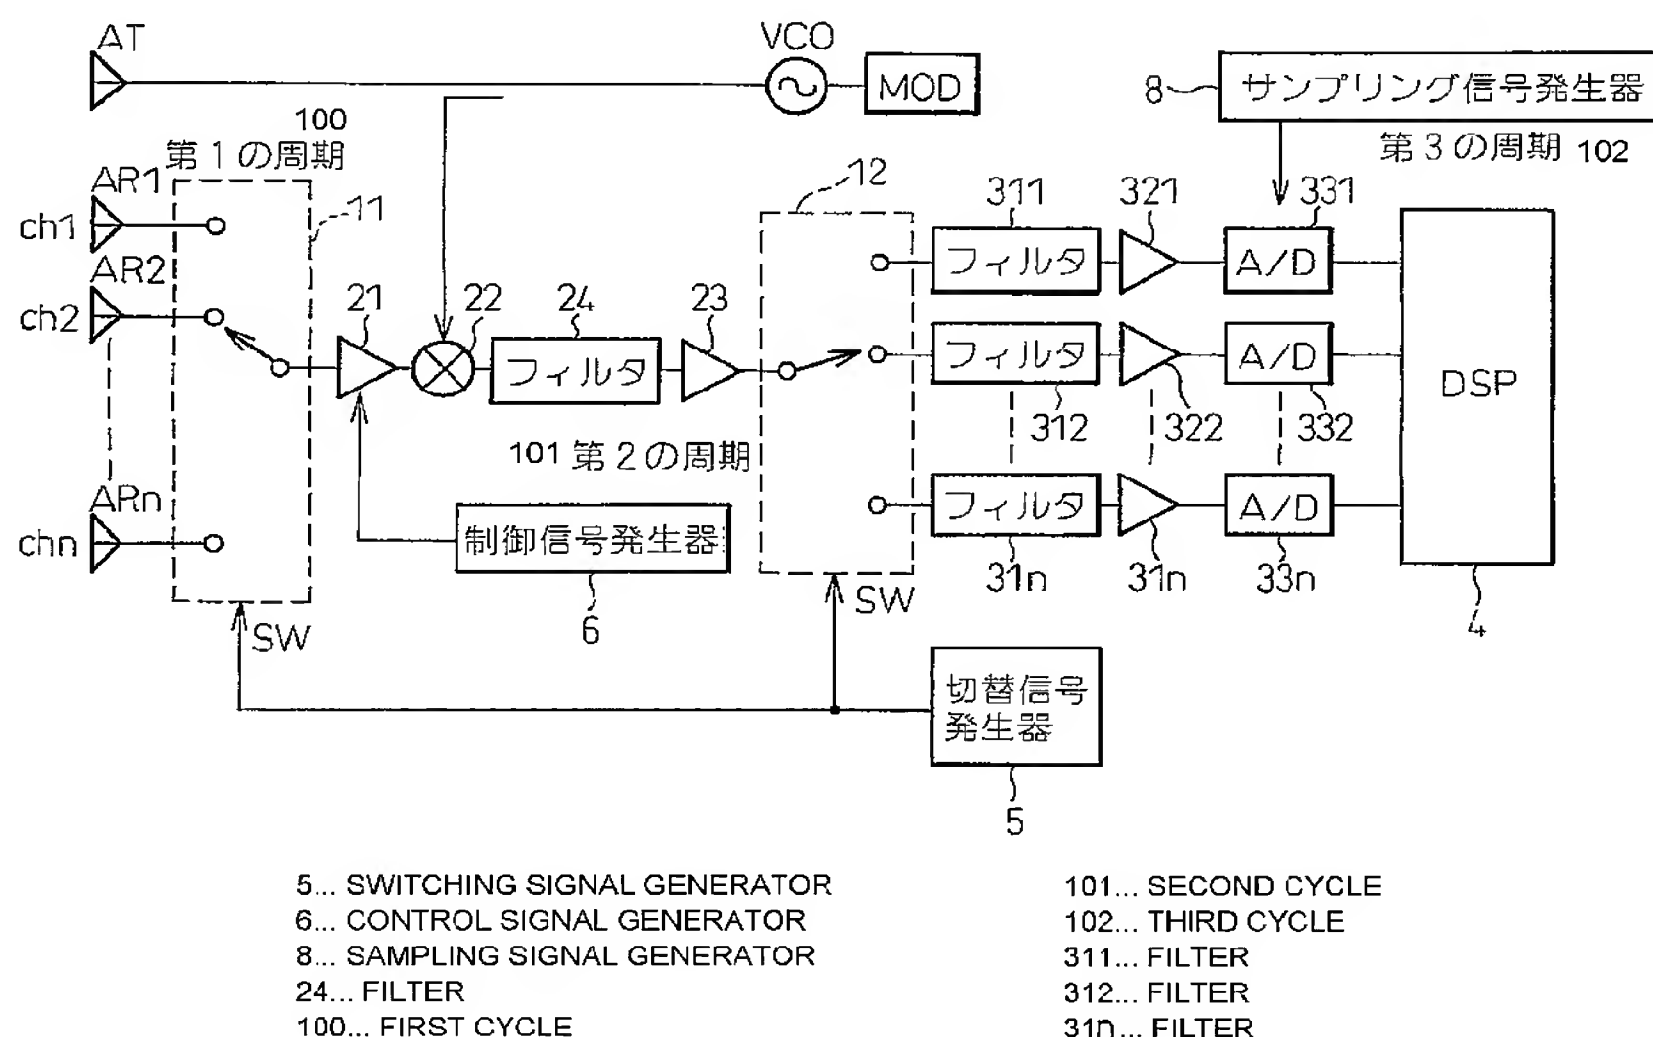 AT
VCO
MOD
8
サンプリング信号発生器
100
第1の周期
第3の周期 102
AR1
ch1
11
12
311
321
331
フィルタ
A/D
AR2
ch2
21
22
24
23
フィルタ
フィルタ
A/D
DSP
312
322
332
101 第2の周期
ARn
chn
フィルタ
A/D
制御信号発生器
31n
31n
33n
SW
6
SW
4
切替信号
発生器
5
5... SWITCHING SIGNAL GENERATOR
6... CONTROL SIGNAL GENERATOR
8... SAMPLING SIGNAL GENERATOR
24... FILTER
100... FIRST CYCLE
101... SECOND CYCLE
102... THIRD CYCLE
311... FILTER
312... FILTER
31n... FILTER